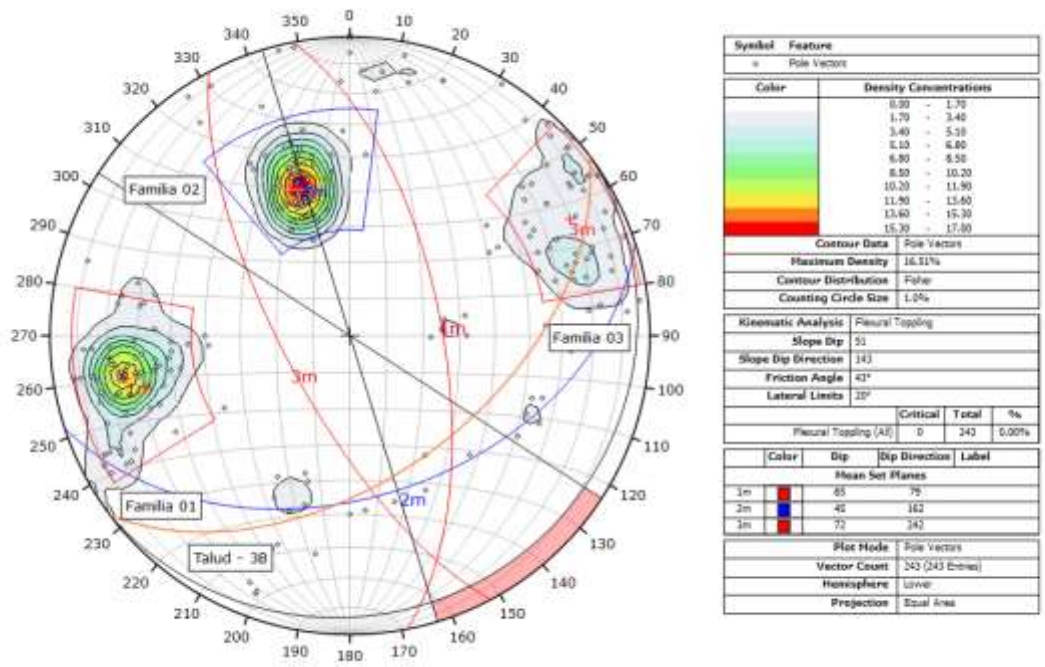 0
10
20
30
40
50
60
70
80
90
100
110
120
130
140
150
160
170
180
190
200
210
220
230
240
250
260
270
280
290
300
310
320
330
340
350
Familia 02
Familia 03
Familia 01
Talud - 3B
3m
1m
3m
2m
Symbol Feature
Pole Vectors
Color Density Concentrations
0.00 - 1.70
1.70 - 3.40
3.40 - 5.10
5.10 - 6.80
6.80 - 8.50
8.50 - 10.20
10.20 - 11.90
11.90 - 13.60
13.60 - 15.30
15.30 - 17.00
Contour Data Pole Vectors
Maximum Density 16.51%
Contour Distribution Fisher
Counting Circle Size 1.0%
Kinematic Analysis Flexural Toppling
Slope Dip 51
Slope Dip Direction 143
Friction Angle 43°
Lateral Limits 20°
Critical Total %
Flexural Toppling (All) 0 243 0.00%
Color Dip Dip Direction Label
Mean Set Planes
1m 65 79
2m 45 162
3m 72 242
Plot Mode Pole Vectors
Vector Count 243 (243 Entries)
Hemisphere Lower
Projection Equal Area